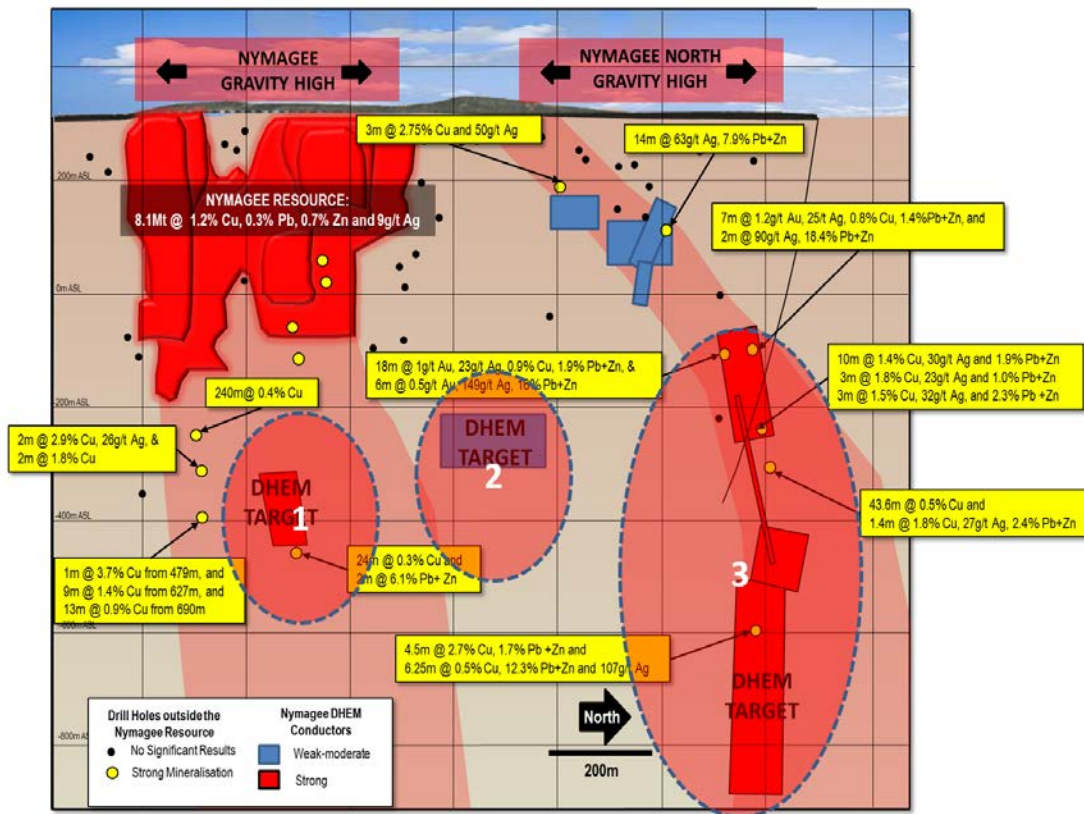 NYMAGEE
GRAVITY HIGH
NYMAGEE NORTH
GRAVITY HIGH
3m @ 2.75% Cu and 50g/t Ag
14m @ 63g/t Ag, 7.9% Pb+Zn
200m ASL
NYMAGEE RESOURCE:
8.1Mt @ 1.2% Cu, 0.3% Pb, 0.7% Zn and 9g/t Ag
7m @ 1.2g/t Au, 25/t Ag, 0.8% Cu, 1.4%Pb+Zn, and
2m @ 90g/t Ag, 18.4% Pb+Zn
0m ASL
18m @ 1g/t Au, 23g/t Ag, 0.9% Cu, 1.9% Pb+Zn, &
6m @ 0.5g/t Au, 149g/t Ag, 16% Pb+Zn
10m @ 1.4% Cu, 30g/t Ag and 1.9% Pb+Zn
3m @ 1.8% Cu, 23g/t Ag and 1.0% Pb+Zn
3m @ 1.5% Cu, 32g/t Ag, and 2.3% Pb +Zn
240m@ 0.4% Cu
-200m ASL
2m @ 2.9% Cu, 26g/t Ag, &
2m @ 1.8% Cu
DHEM
TARGET
2
DHEM
TARGET
1
43.6m @ 0.5% Cu and
1.4m @ 1.8% Cu, 27g/t Ag, 2.4% Pb+Zn
-400m ASL
24m @ 0.3% Cu and
2m @ 6.1% Pb+ Zn
1m @ 3.7% Cu from 479m, and
9m @ 1.4% Cu from 627m, and
13m @ 0.9% Cu from 690m
3
-600m ASL
4.5m @ 2.7% Cu, 1.7% Pb +Zn and
6.25m @ 0.5% Cu, 12.3% Pb+Zn and 107g/t Ag
DHEM
TARGET
North
200m
-800m ASL
Drill Holes outside the
Nymagee Resource
No Significant Results
Strong Mineralisation
Nymagee DHEM
Conductors
Weak-moderate
Strong